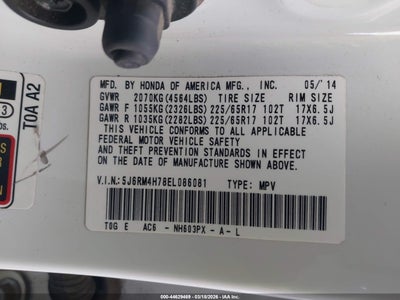 MFD. BY HONDA OF AMERICA MFG., INC. 05/'14
GVWR 2070KG(4564LBS) TIRE SIZE RIM SIZE
GAWR F 1055KG(2326LBS) 225/65R17 102T 17X6.5J
GAWR R 1035KG(2282LBS) 225/65R17 102T 17X6.5J
THIS VEHICLE CONFORMS TO ALL APPLICABLE
FEDERAL MOTOR VEHICLE SAFETY
AND THEFT PREVENTION STANDARDS IN EFFECT
ON THE DATE OF MANUFACTURE SHOWN ABOVE.
V.I.N.:5J6RM4H78EL086081 TYPE: MPV
T0G E AC6 - NH603PX - A - L
TOA A2
3
000-44629469 - 03/18/2026 - IAA